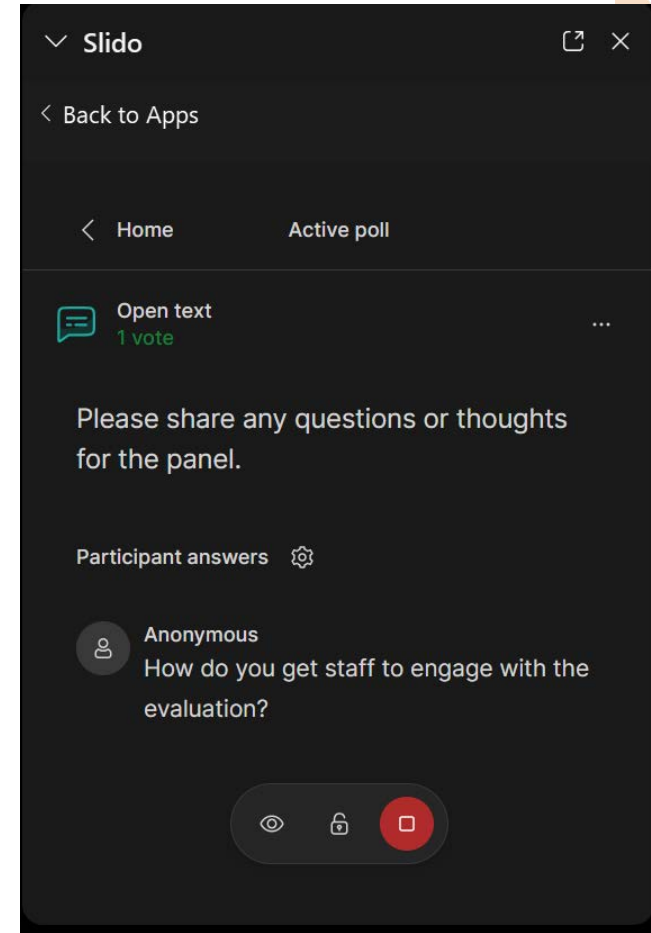 Slido
Back to Apps
Home
Active poll
Open text
1 vote
...
Please share any questions or thoughts
for the panel.
Participant answers
Anonymous
How do you get staff to engage with the
evaluation?